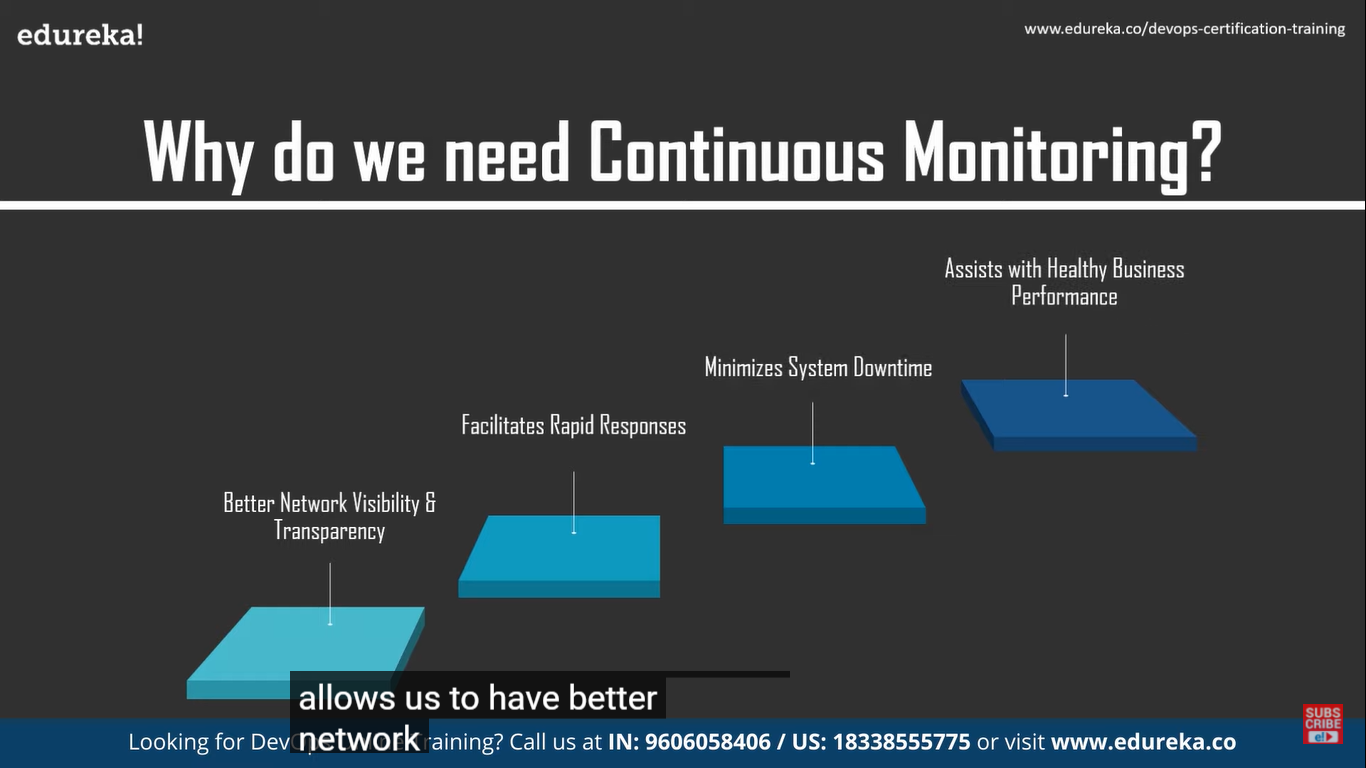 edureka!
www.edureka.co/devops-certification-training
Why do we need Continuous Monitoring?
Assists with Healthy Business
Performance
Minimizes System Downtime
Facilitates Rapid Responses
Better Network Visibility &
Transparency
allows us to have better
network
Looking for DevO training? Call us at IN: 9606058406 / US: 18338555775 or visit www.edureka.co
SUBS
CRIBE
e!